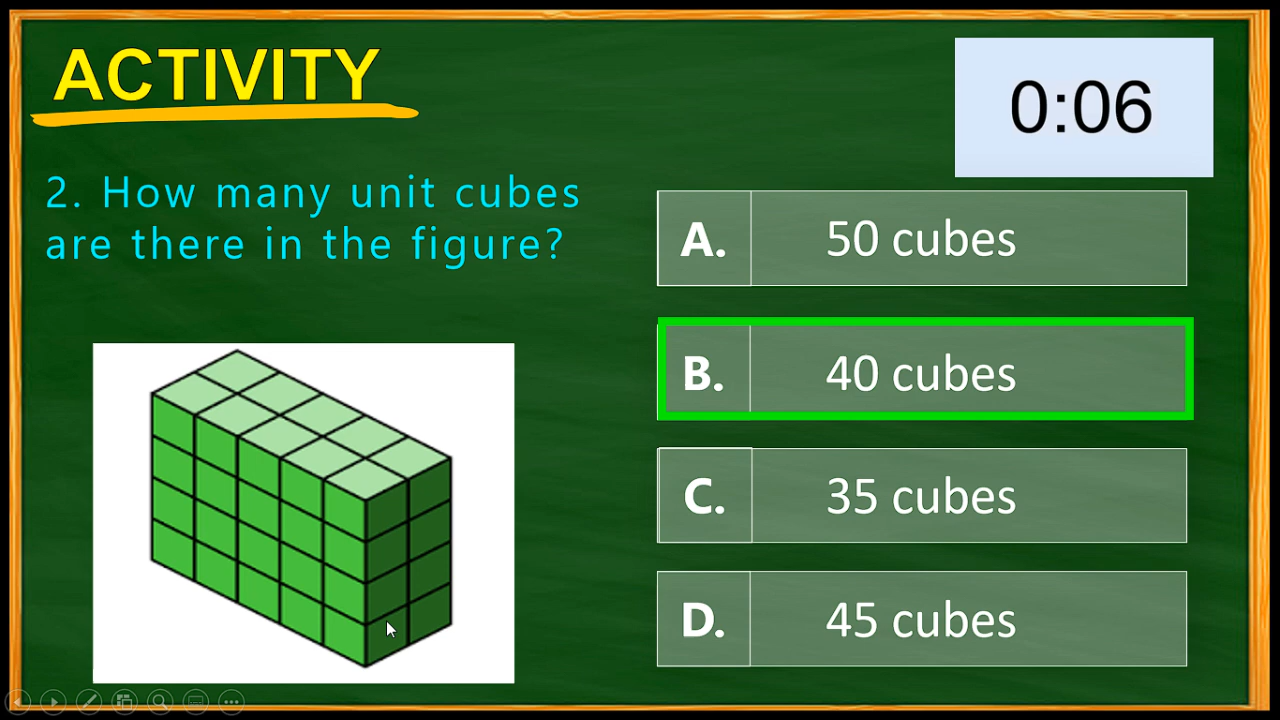 ACTIVITY
0:06
2. How many unit cubes
are there in the figure?
A. 50 cubes
B. 40 cubes
C. 35 cubes
D. 45 cubes